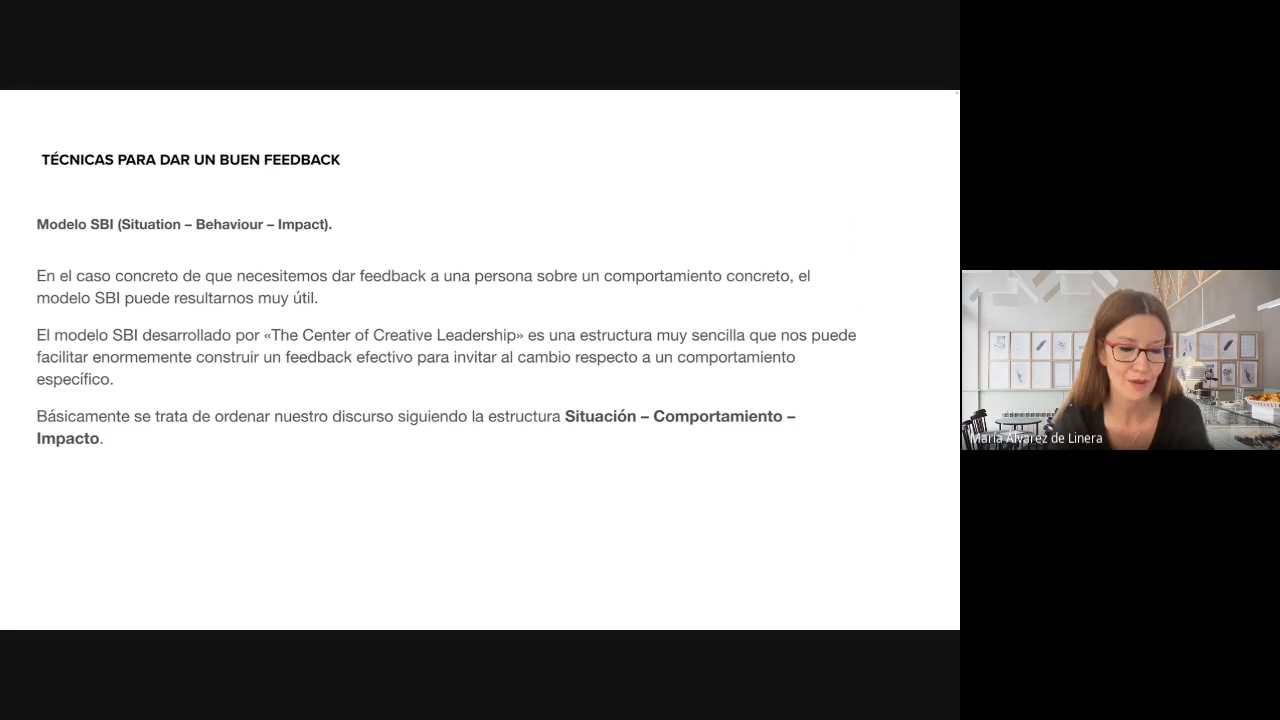 TÉCNICAS PARA DAR UN BUEN FEEDBACK
Modelo SBI (Situation – Behaviour – Impact).
En el caso concreto de que necesitemos dar feedback a una persona sobre un comportamiento concreto, el
modelo SBI puede resultarnos muy útil.
El modelo SBI desarrollado por «The Center of Creative Leadership» es una estructura muy sencilla que nos puede
facilitar enormemente construir un feedback efectivo para invitar al cambio respecto a un comportamiento
específico.
Básicamente se trata de ordenar nuestro discurso siguiendo la estructura Situación – Comportamiento –
Impacto.
María Álvarez de Linera